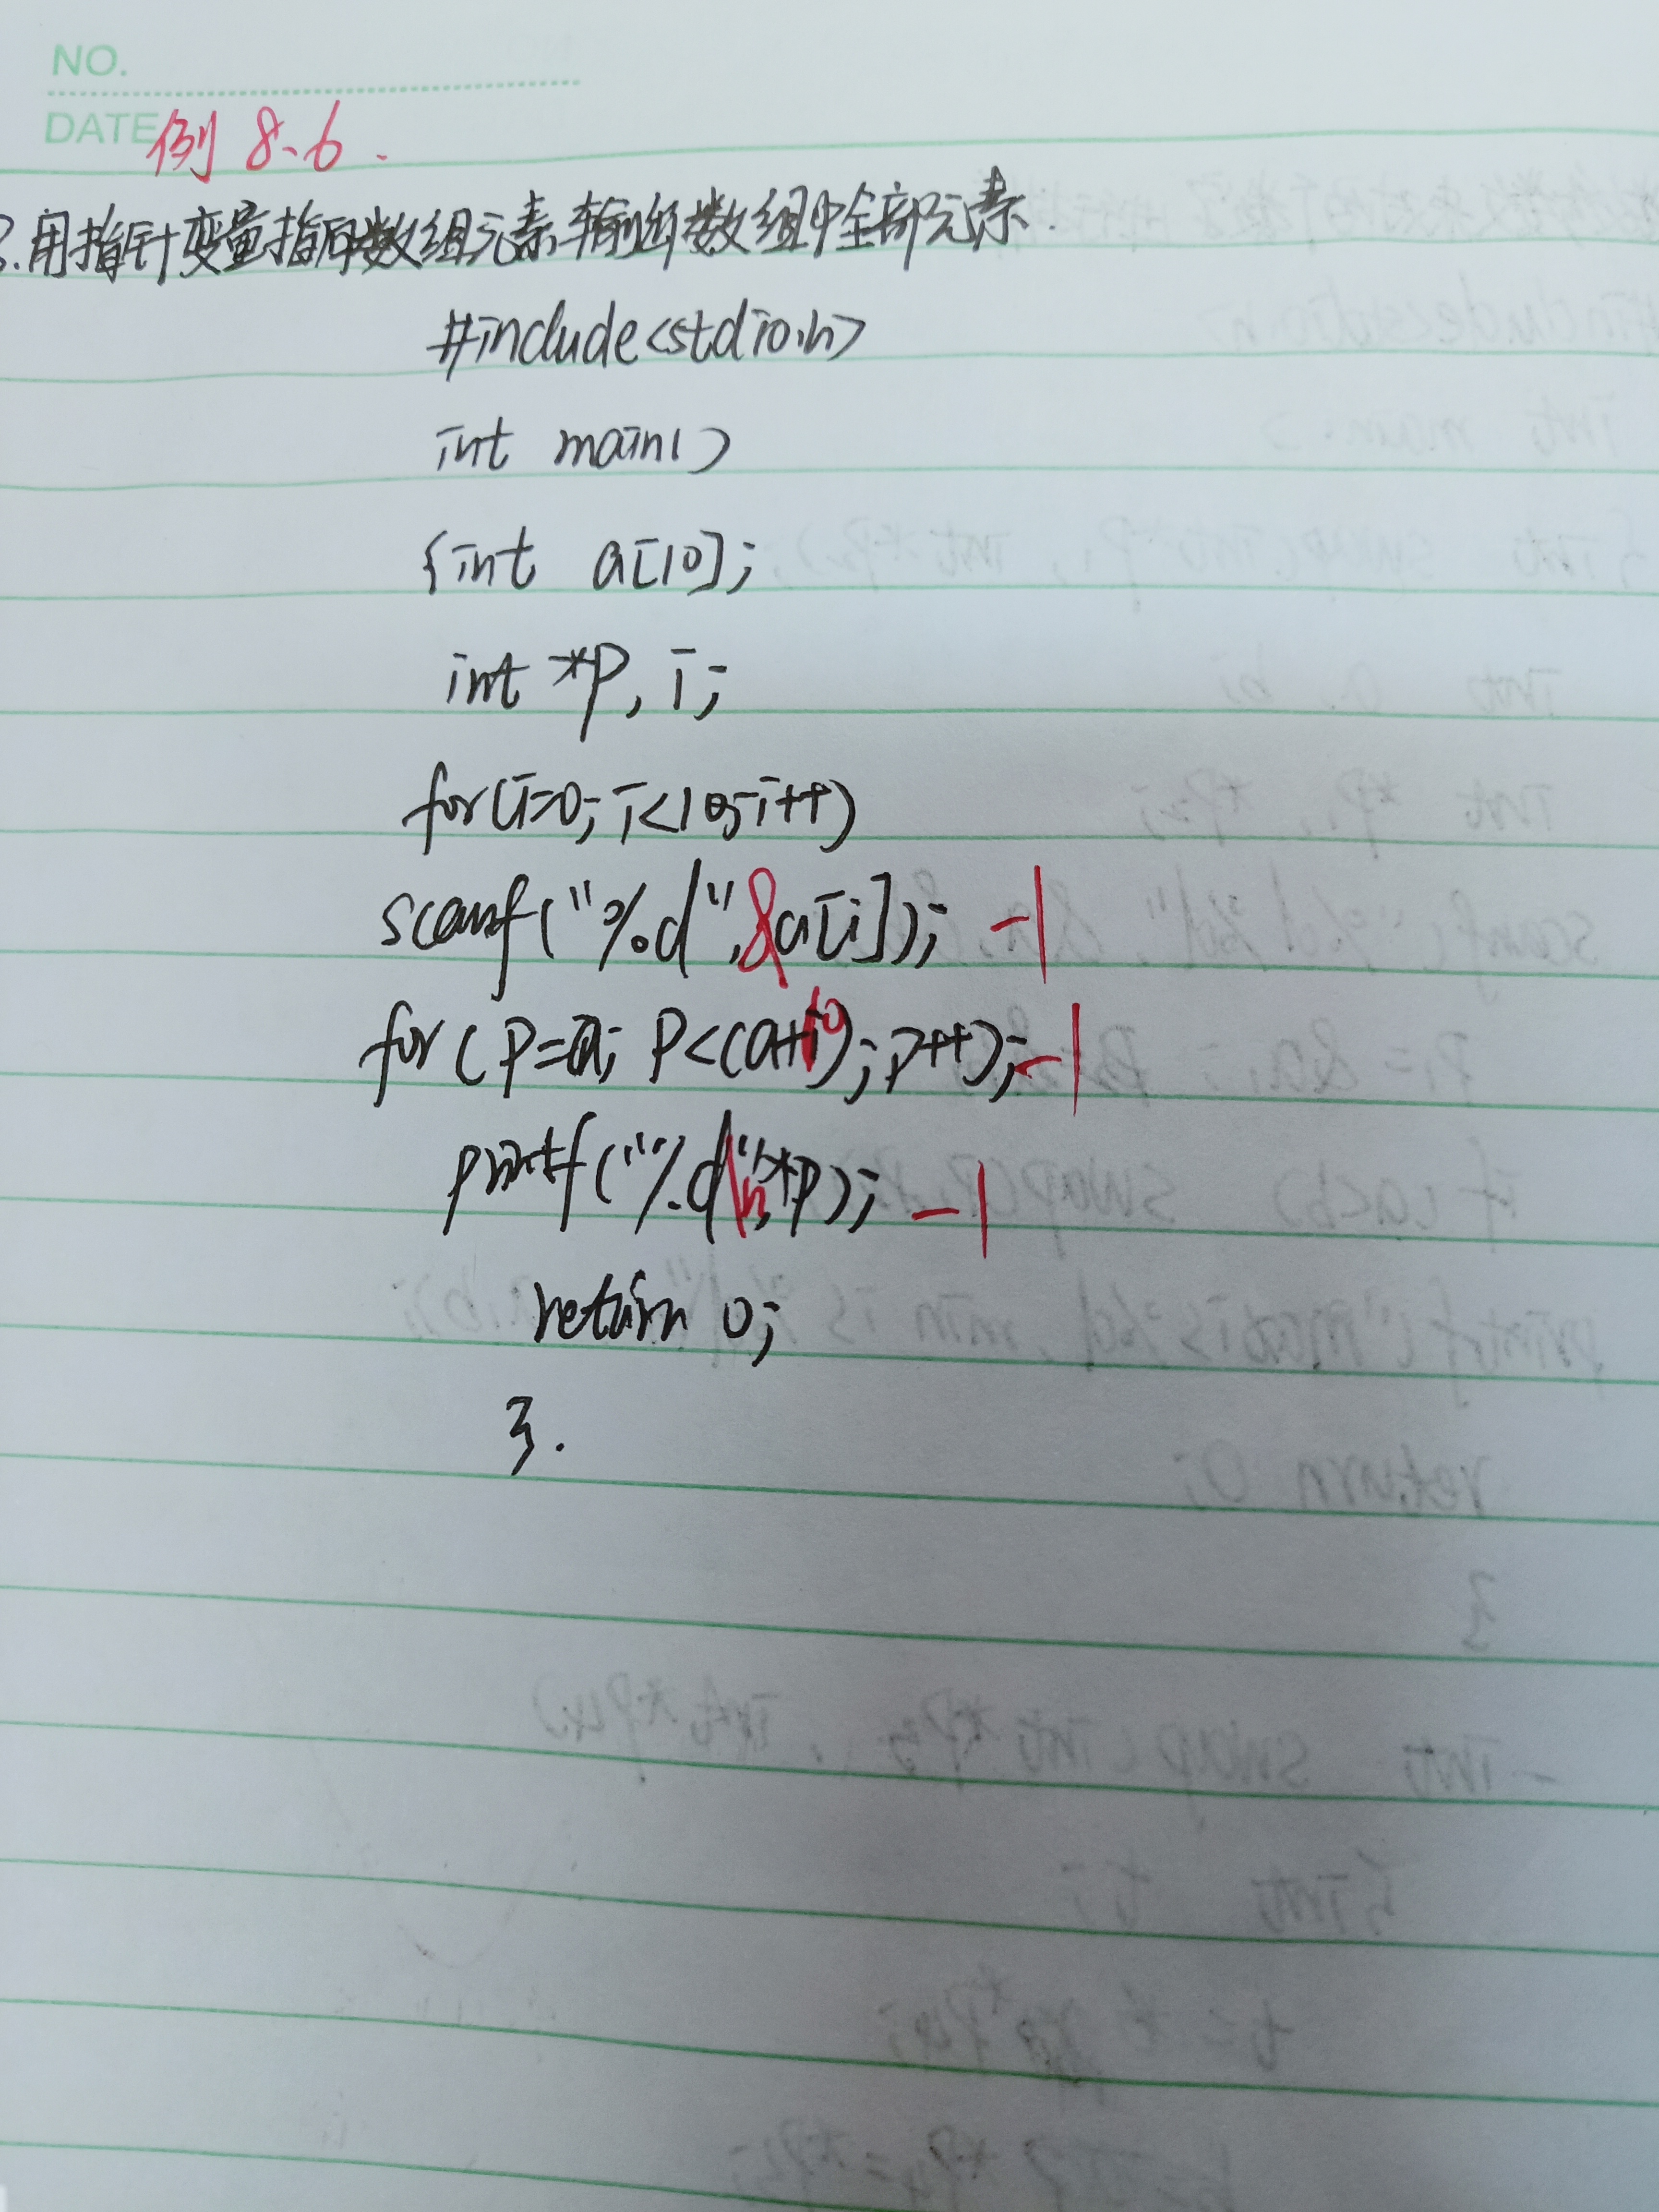 NO.
DATE 例 8.6.
3.用指针变量指向数组元素输出数组中全部元素.
#include<stdio.h>
int main()
{int a[10];
int *p, i;
for(i=0; i<10; i++)
scanf("%d",&a[i]); -1
for(p=a; p<(a+10); p++); -1
printf("%d\n",*p); -1
return 0;
}.